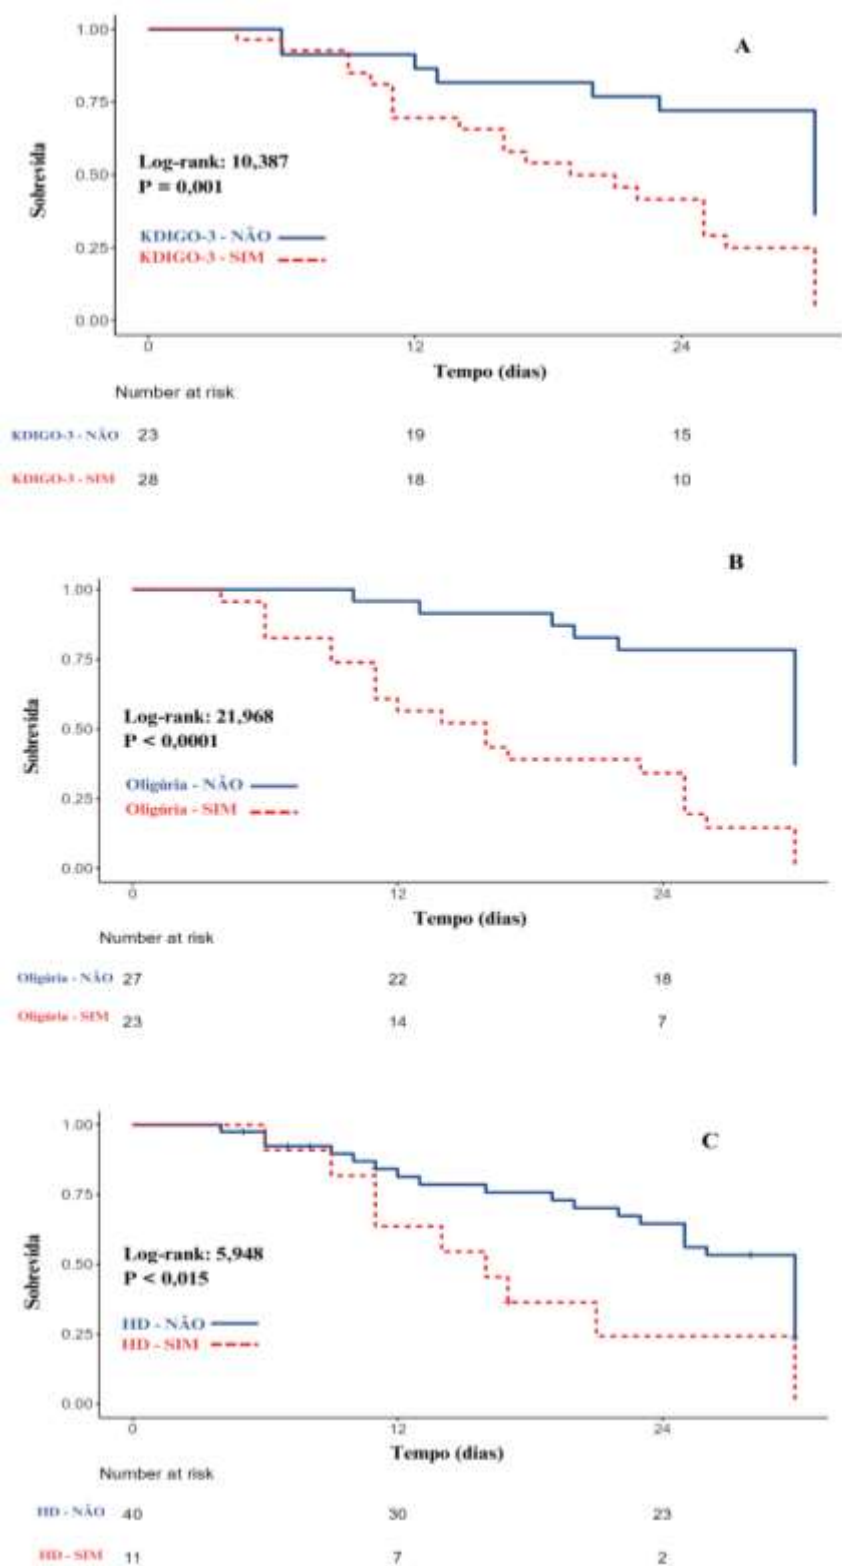 1.00
A
0.75
Sobrevida
Log-rank: 10,387
0.50
P = 0,001
KDIGO-3 - NÃO
0.25
KDIGO-3 - SIM
0.00
0 12 24
Tempo (dias)
Number at risk
KDIGO-3 - NÃO 23 19 15
KDIGO-3 - SIM 28 18 10
B
1.00
0.75
Sobrevida
Log-rank: 21,968
0.50
P < 0,0001
Oligúria - NÃO
0.25
Oligúria - SIM
0.00
0 12 24
Tempo (dias)
Number at risk
Oligúria - NÃO 27 22 18
Oligúria - SIM 23 14 7
1.00
C
0.75
Sobrevida
Log-rank: 5,948
0.50
P < 0,015
HD - NÃO
0.25
HD - SIM
0.00
0 12 24
Tempo (dias)
Number at risk
HD - NÃO 40 30 23
HD - SIM 11 7 2